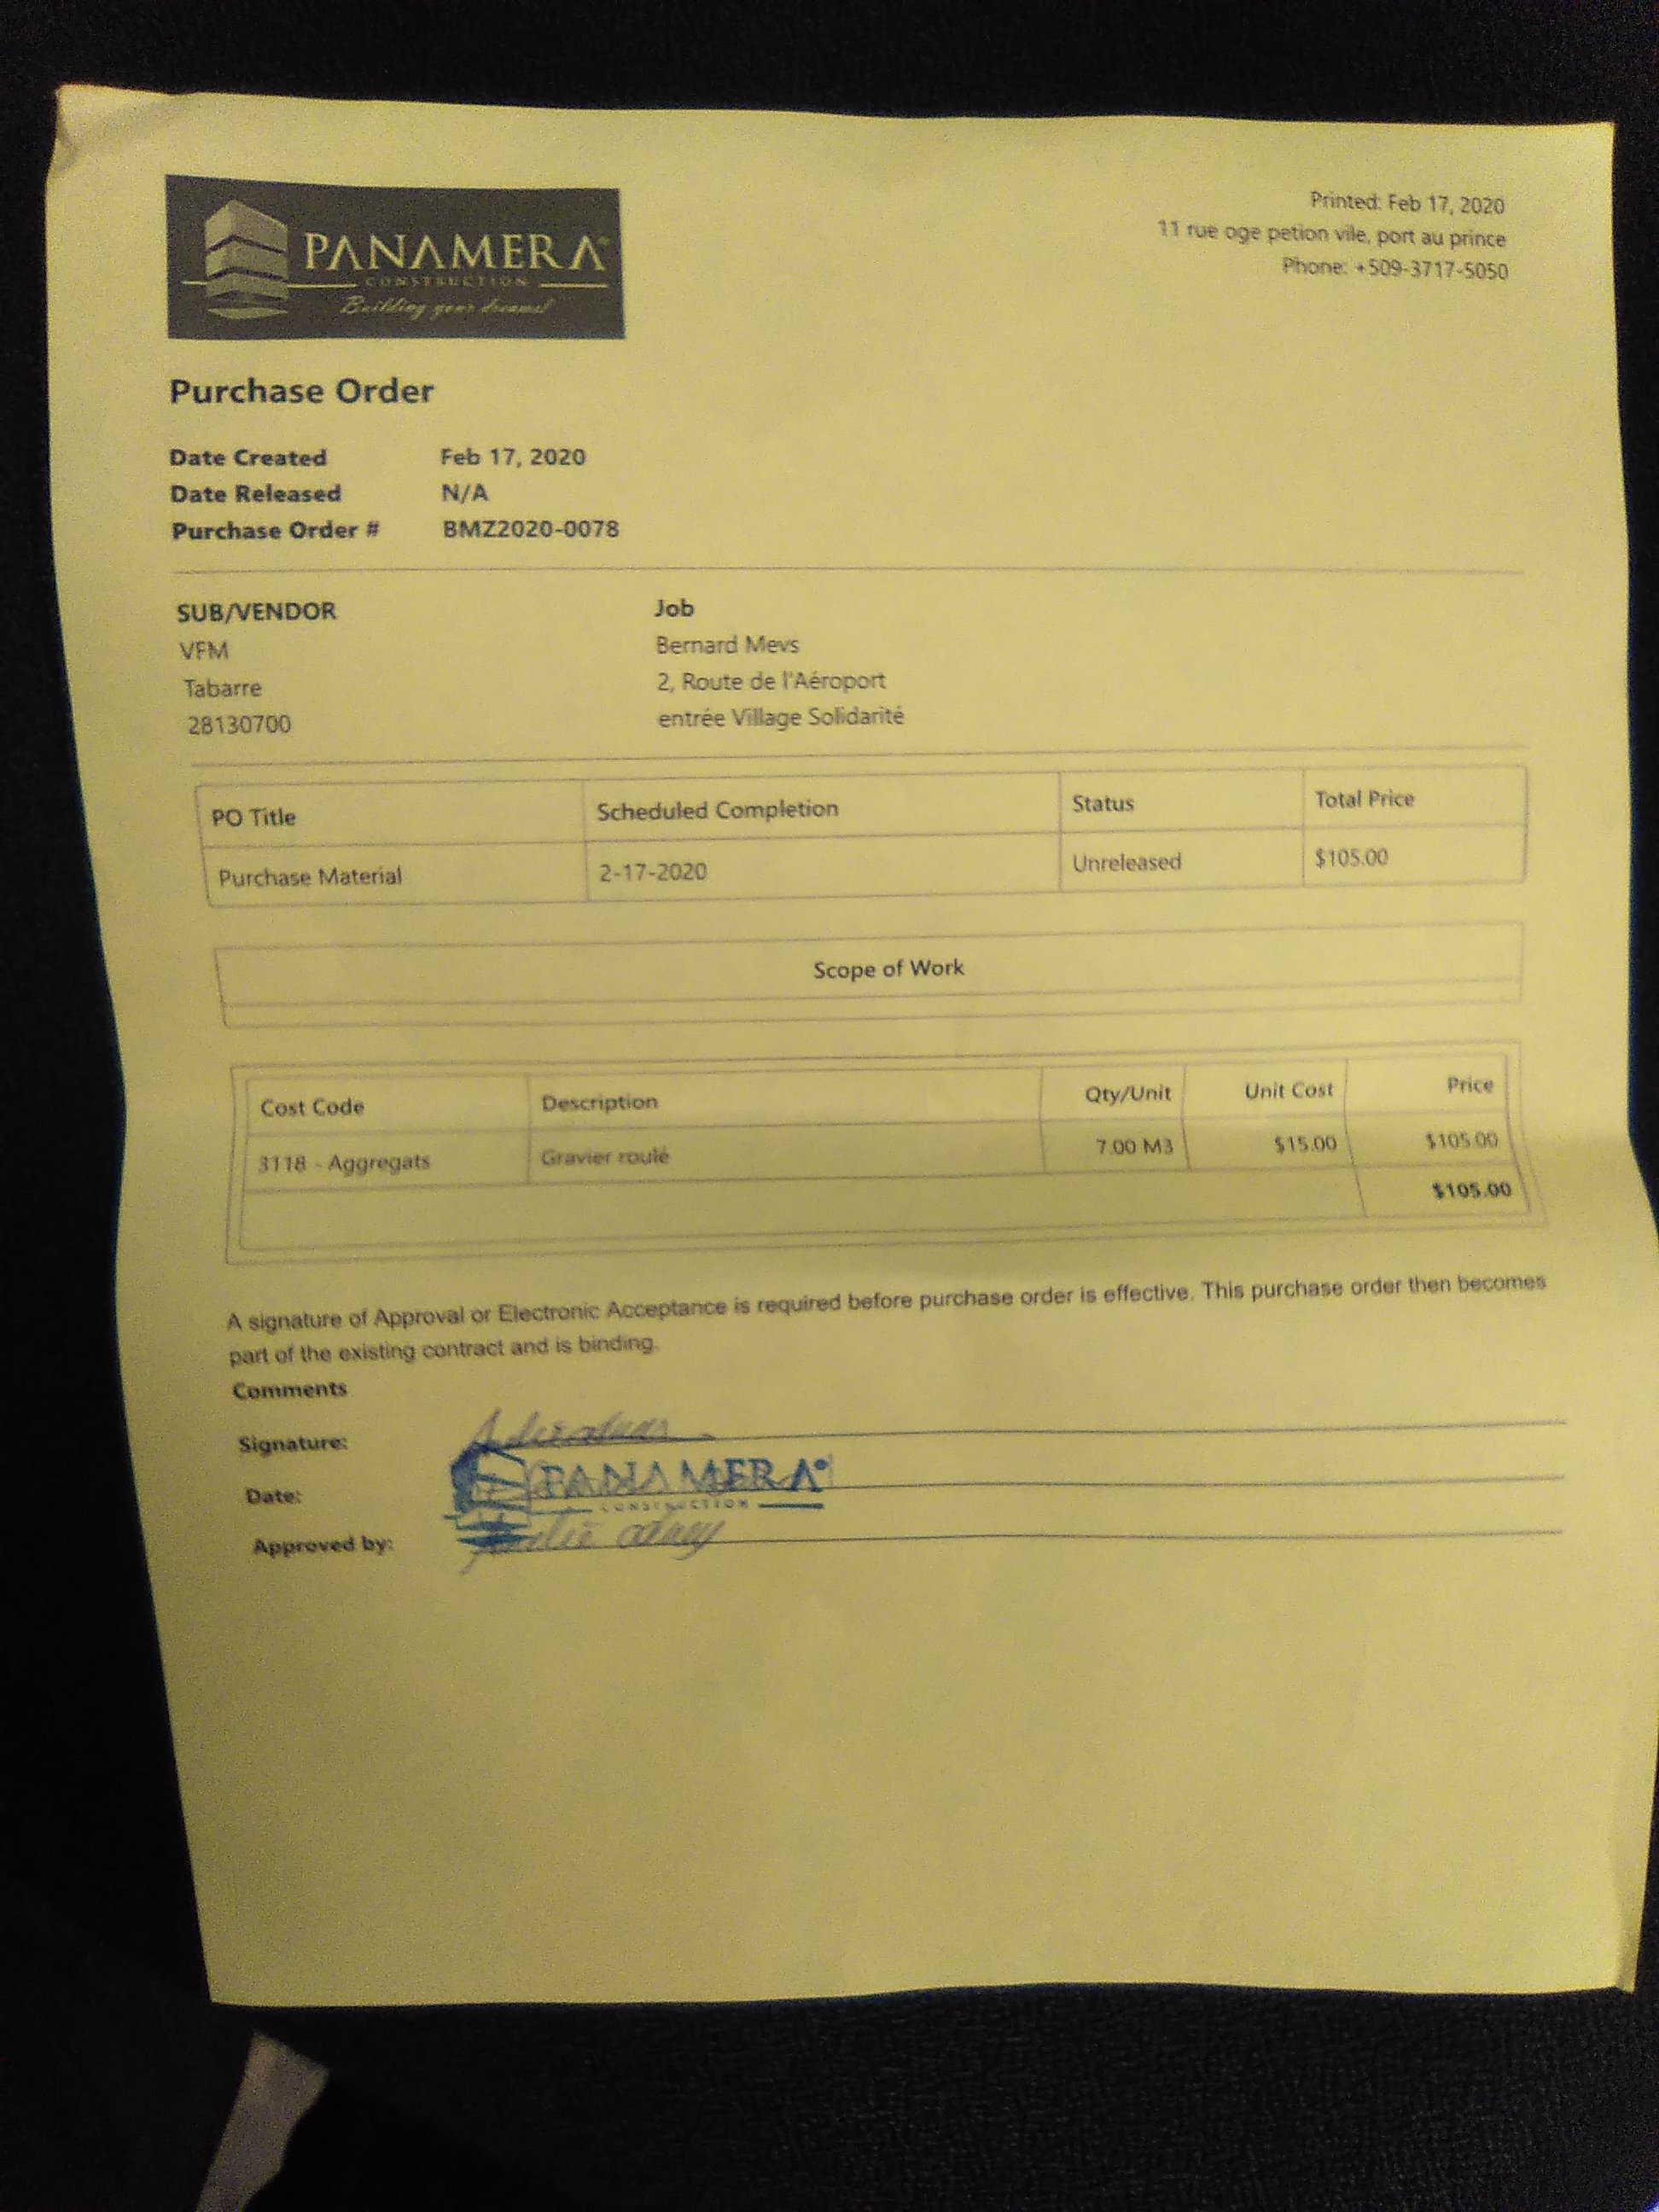 PANAMERA
CONSTRUCTION
Building your dreams!
Printed: Feb 17, 2020
11 rue oge petion vile, port au prince
Phone: +509-3717-5050
Purchase Order
Date Created Feb 17, 2020
Date Released N/A
Purchase Order # BMZ2020-0078
SUB/VENDOR Job
VFM Bernard Mevs
Tabarre 2, Route de l'Aéroport
28130700 entrée Village Solidarité
PO Title Scheduled Completion Status Total Price
Purchase Material 2-17-2020 Unreleased $105.00
Scope of Work
Cost Code Description Qty/Unit Unit Cost Price
3118 - Aggregats Gravier roulé 7.00 M3 $15.00 $105.00
$105.00
A signature of Approval or Electronic Acceptance is required before purchase order is effective. This purchase order then becomes
part of the existing contract and is binding.
Comments
Signature:
PANAMERA
CONSTRUCTION
Date:
Approved by: